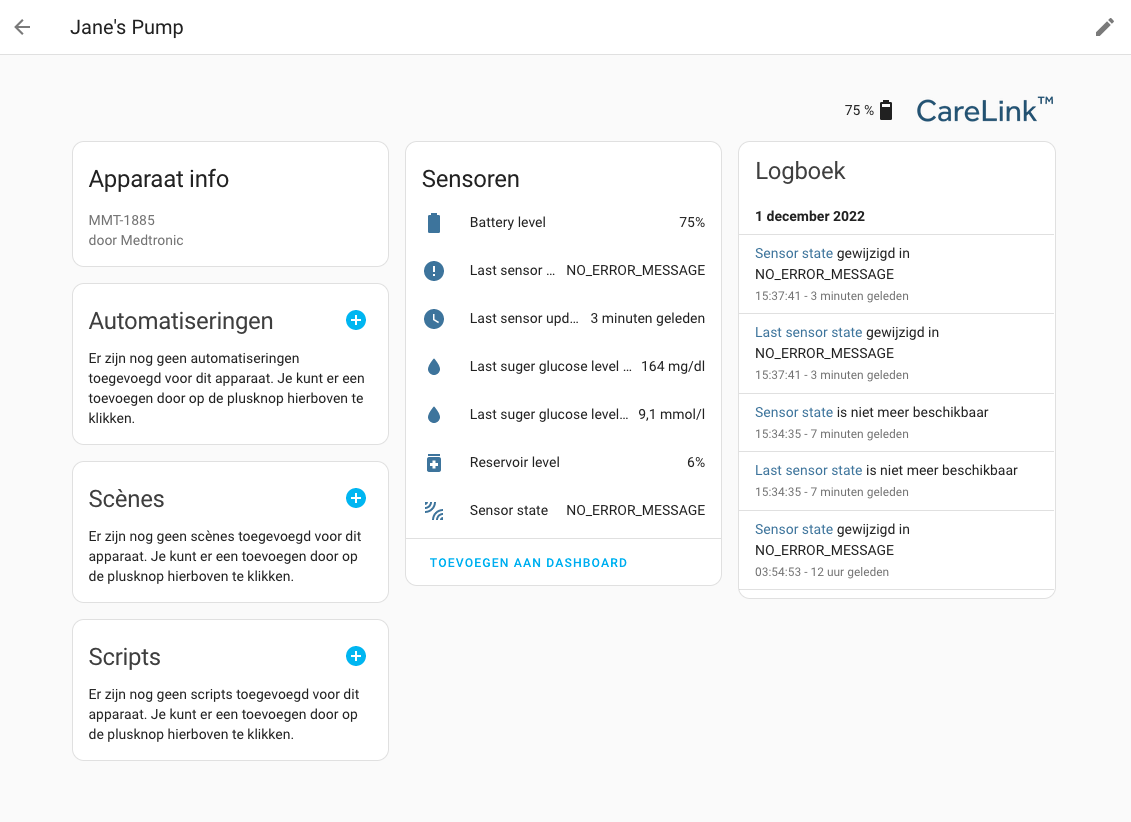 Jane's Pump
75 %
CareLink™
Apparaat info
MMT-1885
door Medtronic
Automatiseringen
Er zijn nog geen automatiseringen
toegevoegd voor dit apparaat. Je kunt er een
toevoegen door op de plusknop hierboven te
klikken.
Scènes
Er zijn nog geen scènes toegevoegd voor dit
apparaat. Je kunt er een toevoegen door op
de plusknop hierboven te klikken.
Scripts
Er zijn nog geen scripts toegevoegd voor dit
apparaat. Je kunt er een toevoegen door op
de plusknop hierboven te klikken.
Sensoren
Battery level 75%
Last sensor ... NO_ERROR_MESSAGE
Last sensor upd... 3 minuten geleden
Last suger glucose level ... 164 mg/dl
Last suger glucose level... 9,1 mmol/l
Reservoir level 6%
Sensor state NO_ERROR_MESSAGE
TOEVOEGEN AAN DASHBOARD
Logboek
1 december 2022
Sensor state gewijzigd in
NO_ERROR_MESSAGE
15:37:41 - 3 minuten geleden
Last sensor state gewijzigd in
NO_ERROR_MESSAGE
15:37:41 - 3 minuten geleden
Sensor state is niet meer beschikbaar
15:34:35 - 7 minuten geleden
Last sensor state is niet meer beschikbaar
15:34:35 - 7 minuten geleden
Sensor state gewijzigd in
NO_ERROR_MESSAGE
03:54:53 - 12 uur geleden